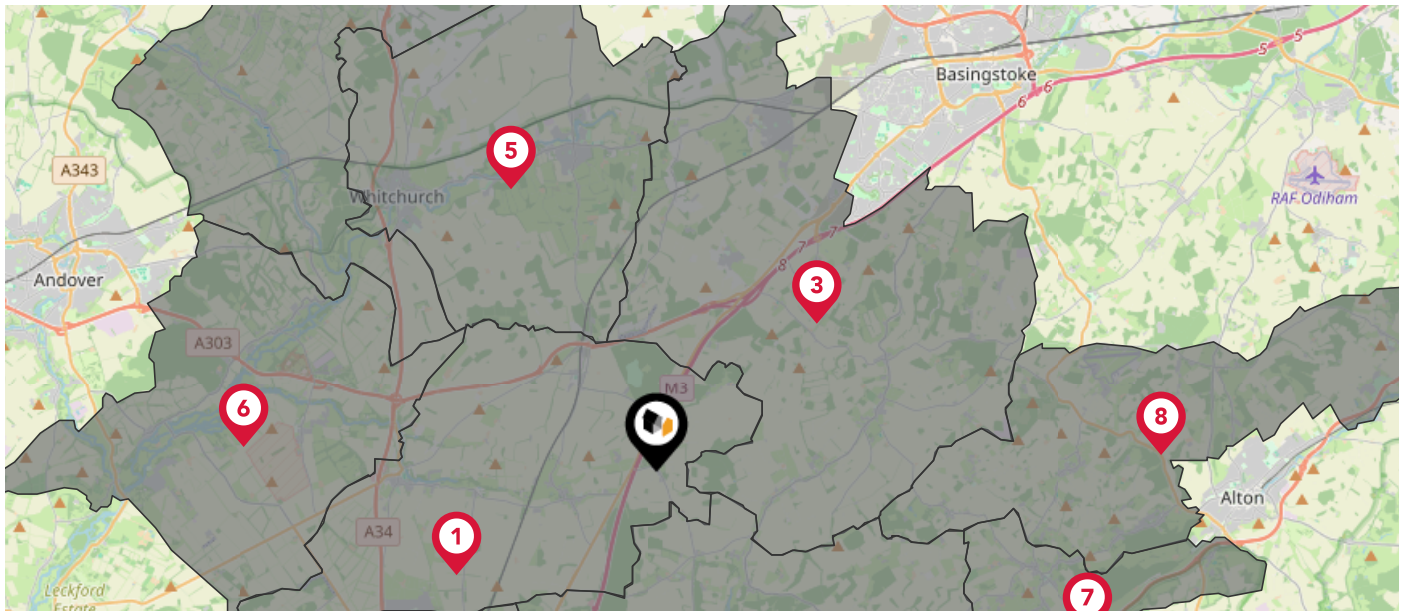 Basingstoke
5
5
6
6
A343
5
Whitchurch
RAF Odiham
7
7
8
Andover
3
A303
M3
6
8
Alton
1
A34
Leckford
Estate
7